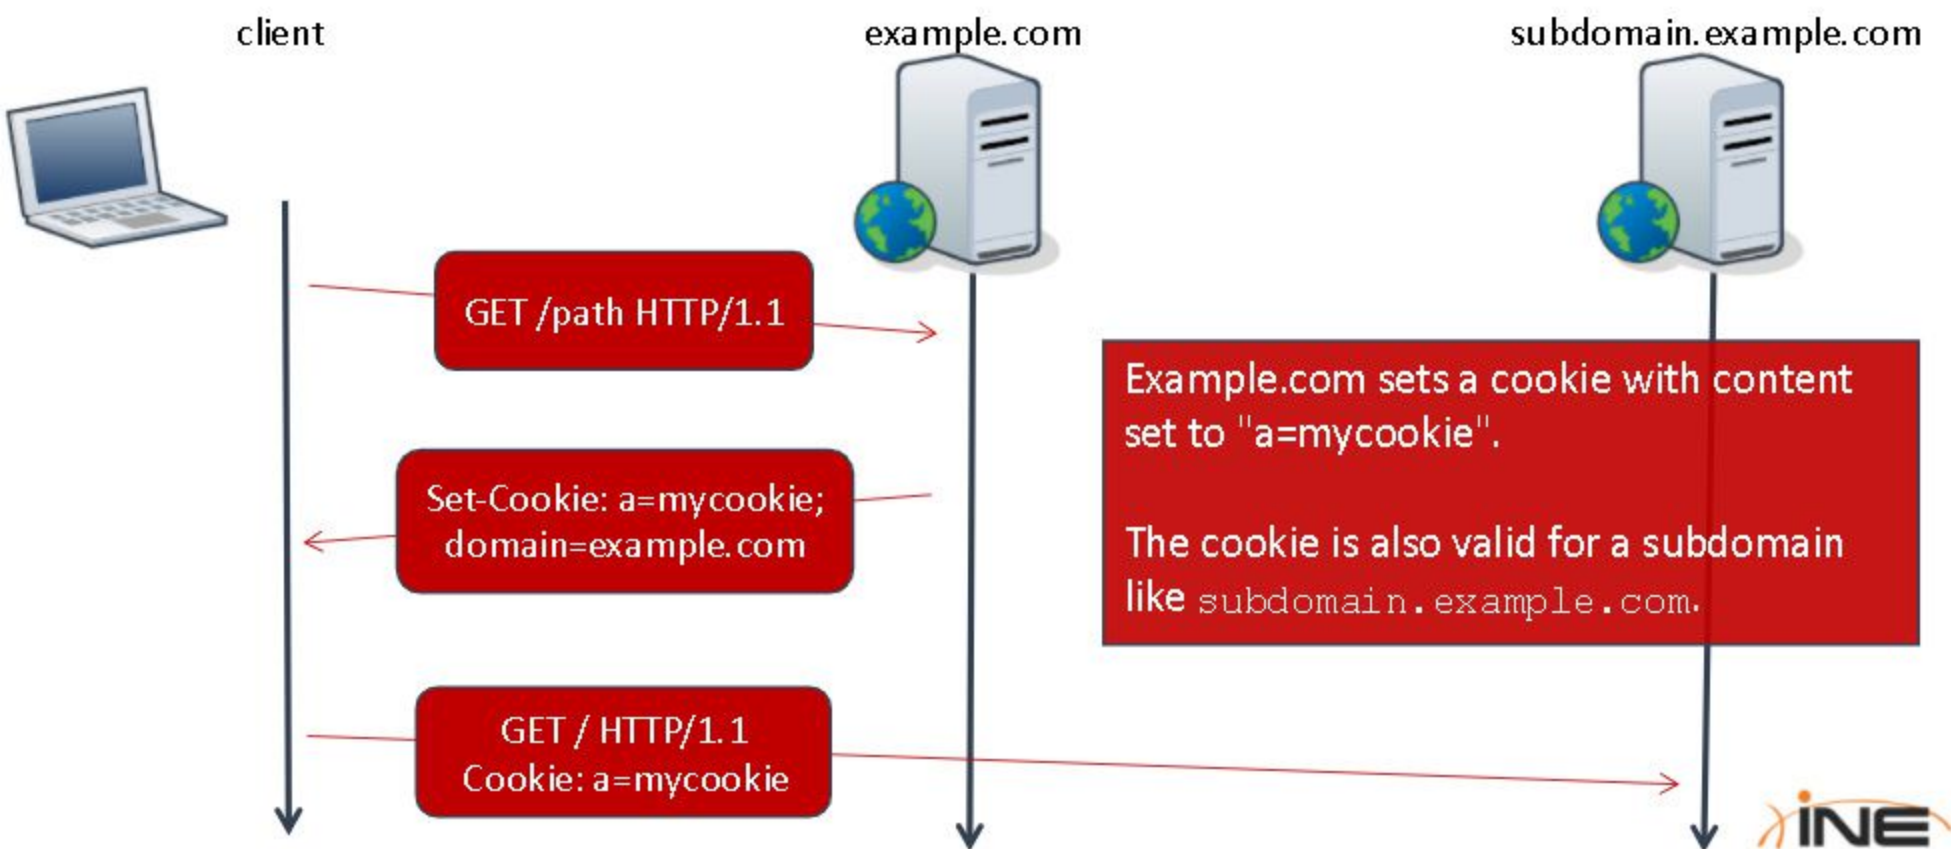 client
example.com
subdomain.example.com
GET /path HTTP/1.1
Example.com sets a cookie with content
set to "a=mycookie".
The cookie is also valid for a subdomain
like subdomain.example.com.
Set-Cookie: a=mycookie;
domain=example.com
GET / HTTP/1.1
Cookie: a=mycookie
iNE